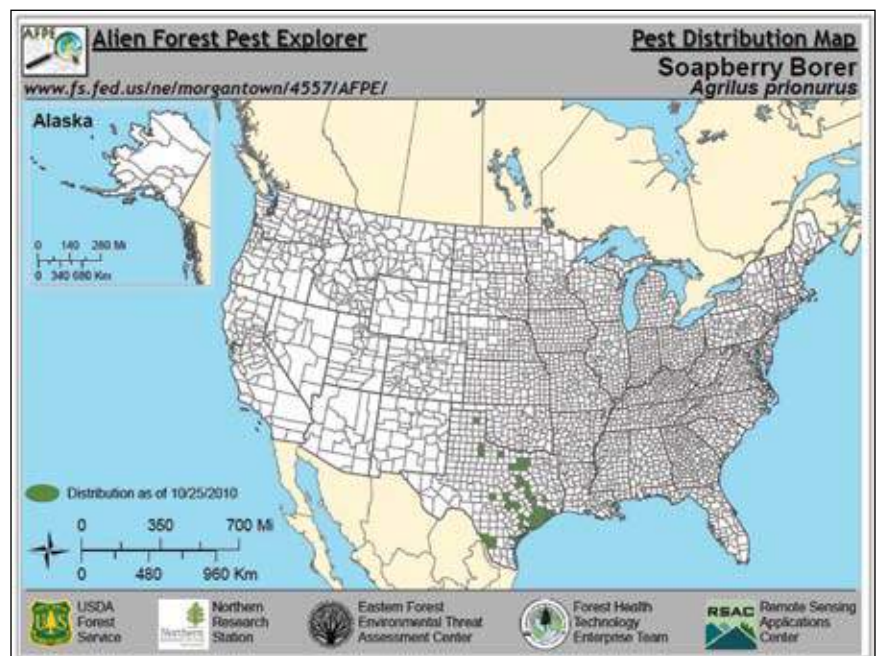 AFPE
Alien Forest Pest Explorer
Pest Distribution Map
Soapberry Borer
www.fs.fed.us/ne/morgantown/4557/AFPE/
Agrilus prionurus
Alaska
0 140 280 Mi
0 340 680 Km
Distribution as of 10/25/2010
0 350 700 Mi
0 480 960 Km
USDA
Forest
Service
Northern
Northern
Research
Station
Eastern Forest
Environmental Threat
Assessment Center
Forest Health
Technology
Enterprise Team
RSAC
Remote Sensing
Applications
Center